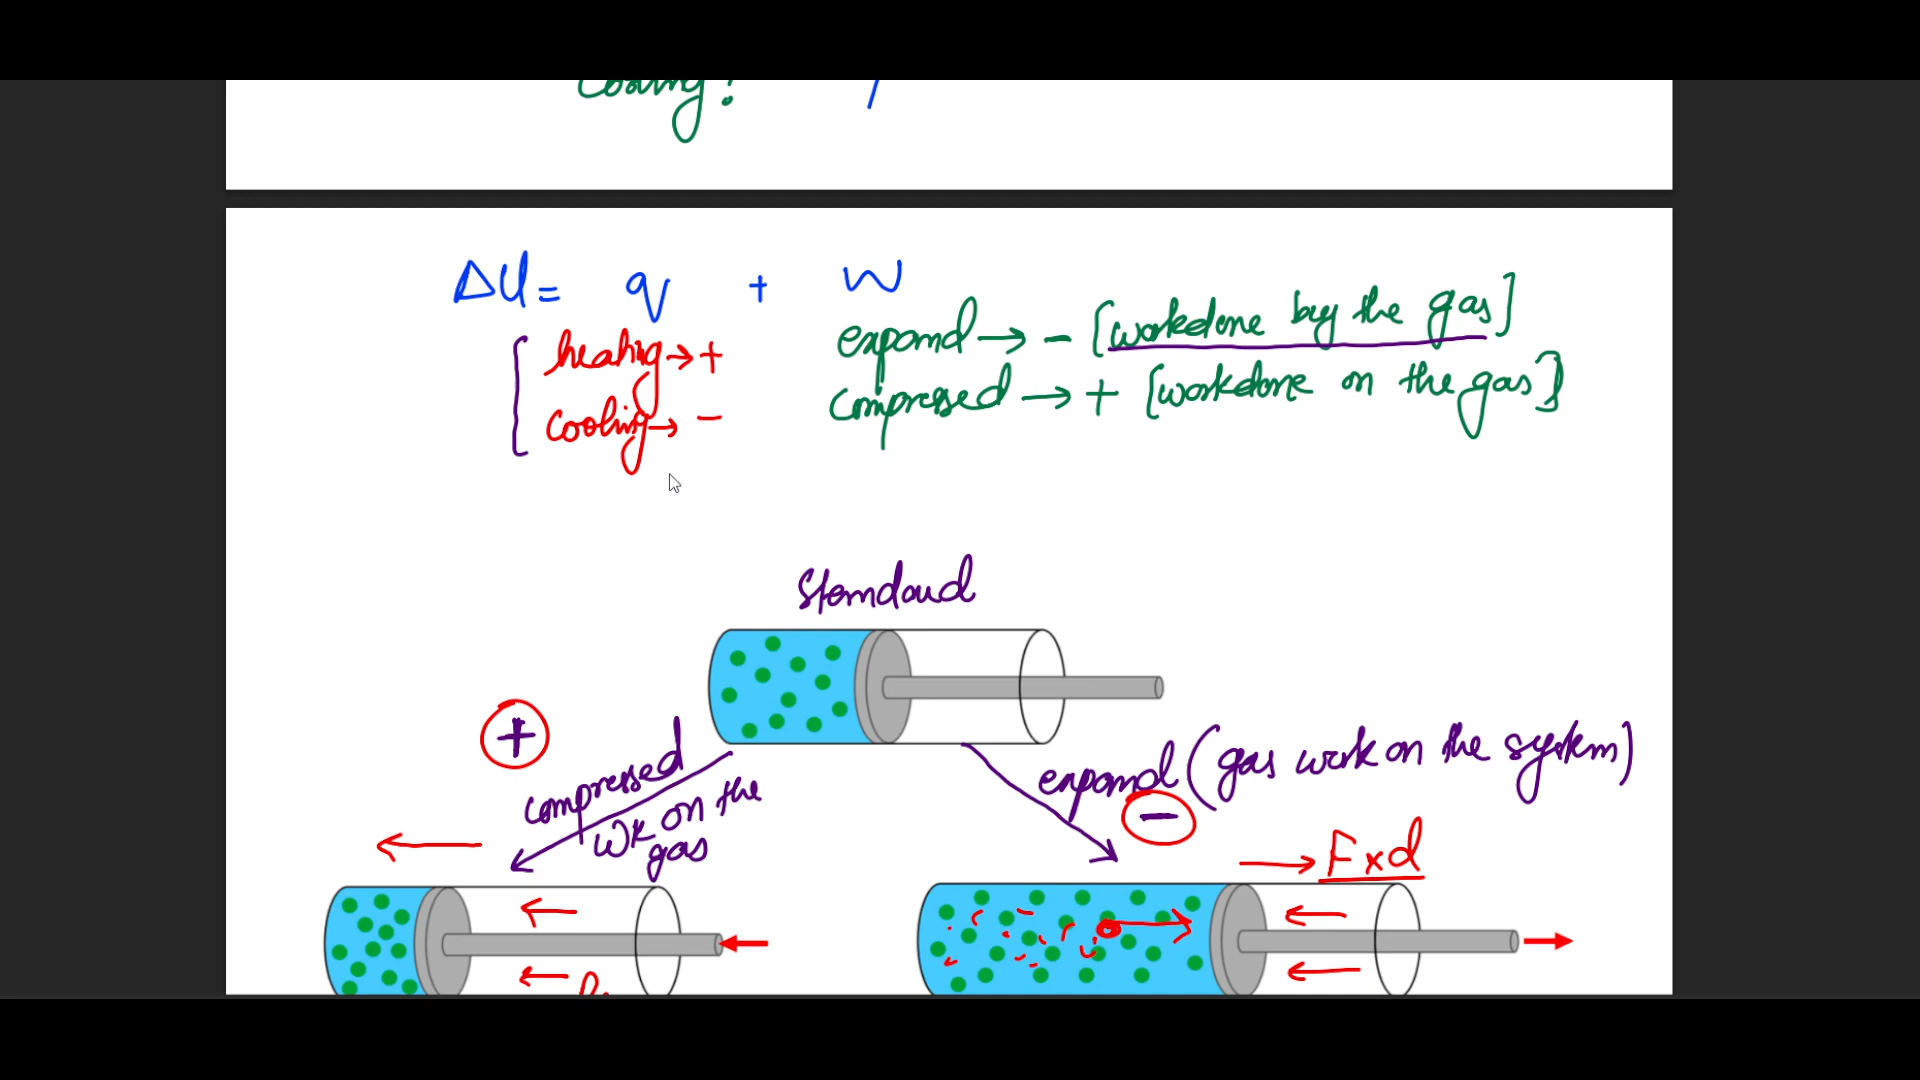 cooling?
ΔU = q + w
heating → +
cooling → -
expand → - [workdone by the gas]
compressed → + [workdone on the gas]
Standard
+
compressed
Wk on the
gas
expand (gas work on the system)
-
→ F x d